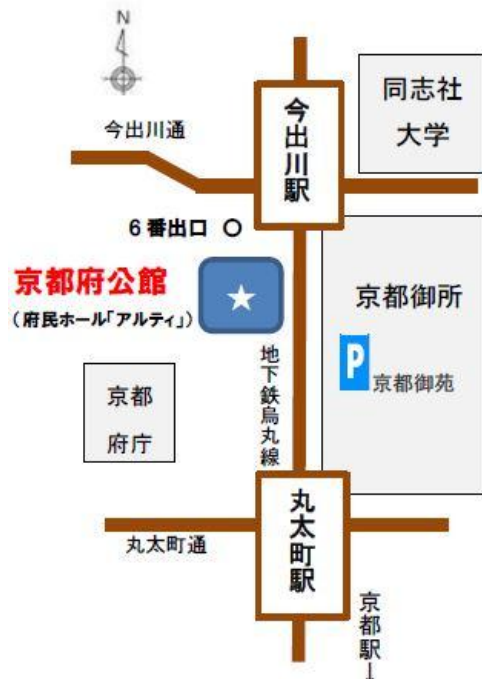 N
同志社
大学
今出川通
今出川駅
6番出口
京都府公館
（府民ホール「アルティ」）
京都御所
P
京都御苑
地下鉄烏丸線
京都
府庁
丸太町駅
丸太町通
京都駅→